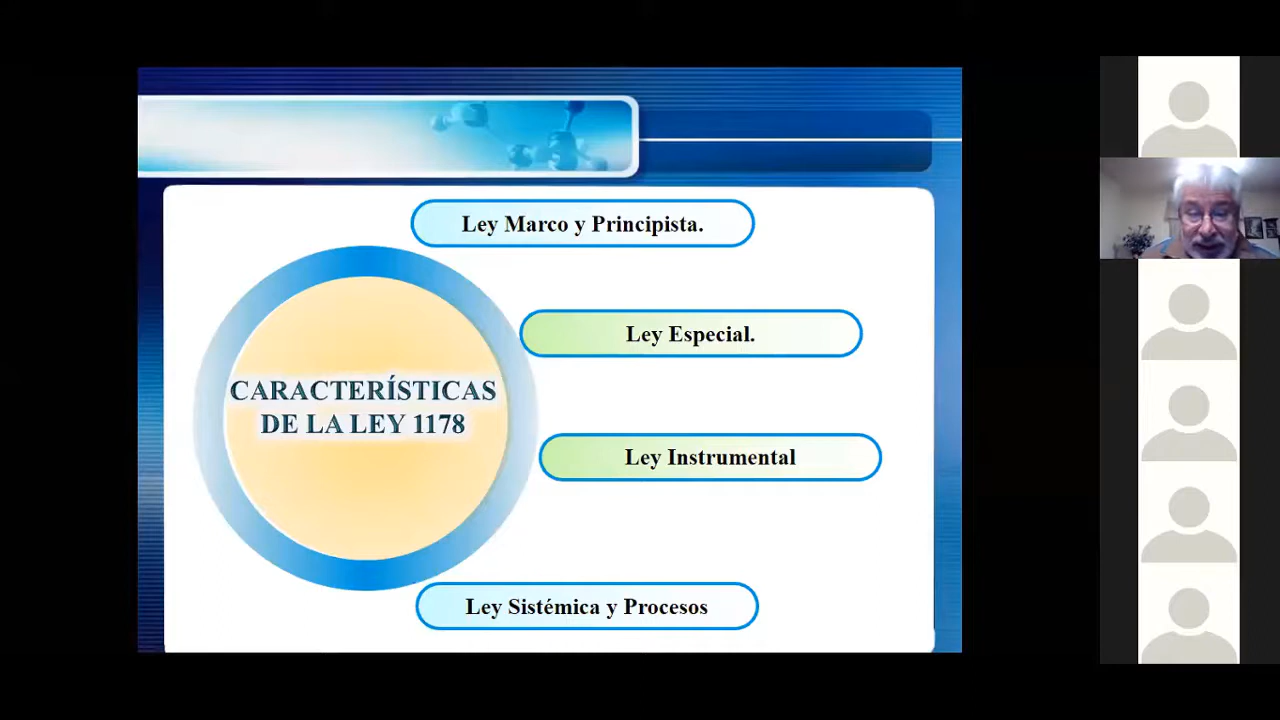 Ley Marco y Principista.
Ley Especial.
CARACTERÍSTICAS
DE LA LEY 1178
Ley Instrumental
Ley Sistémica y Procesos